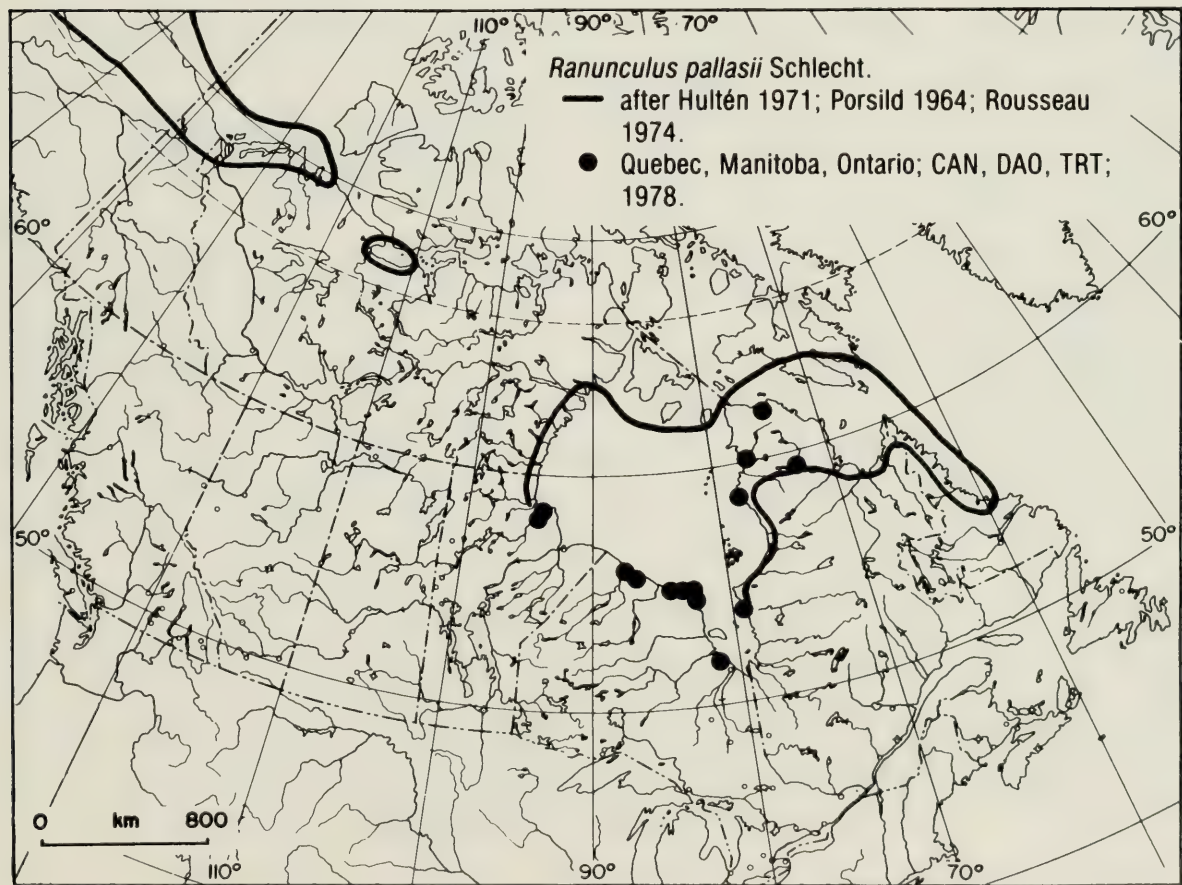 110° 90° 70°
Ranunculus pallasii Schlecht.
after Hultén 1971; Porsild 1964; Rousseau
1974.
Quebec, Manitoba, Ontario; CAN, DAO, TRT;
1978.
60° 60°
50° 50°
0 km 800
110° 90° 70°